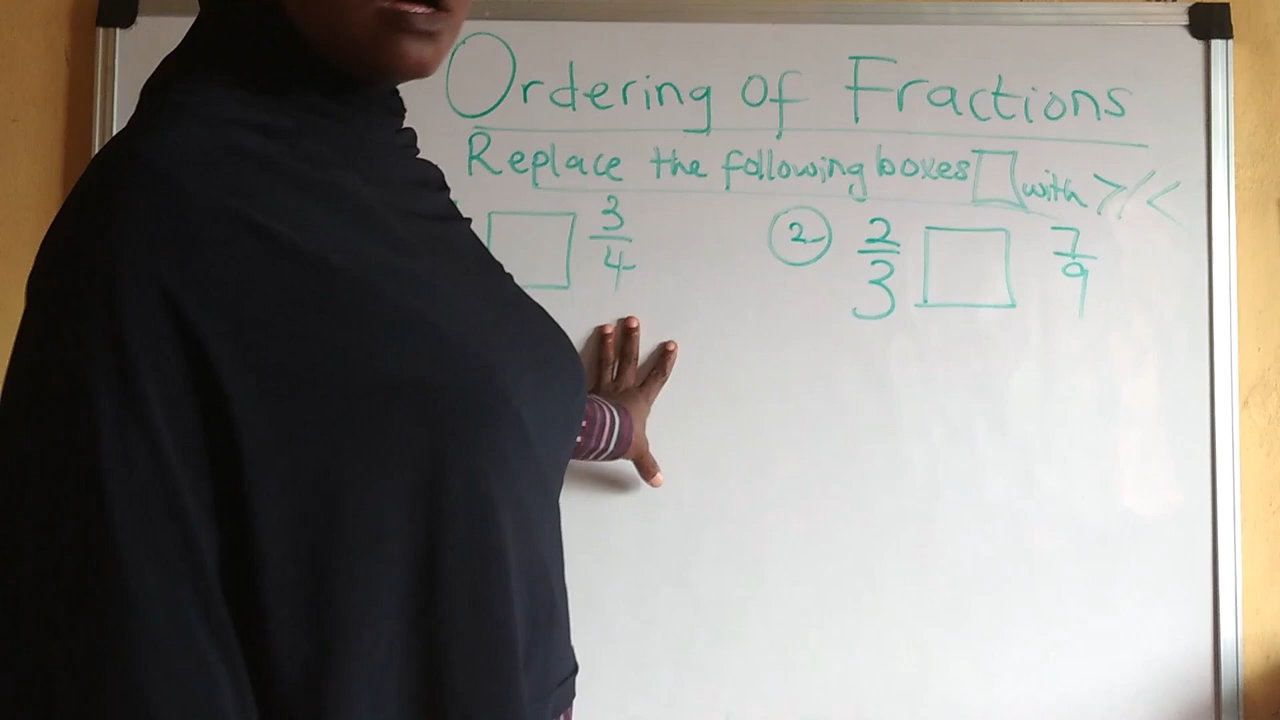 Ordering of Fractions
Replace the following boxes □ with >/<
□ 3/4
② 2/3 □ 7/9